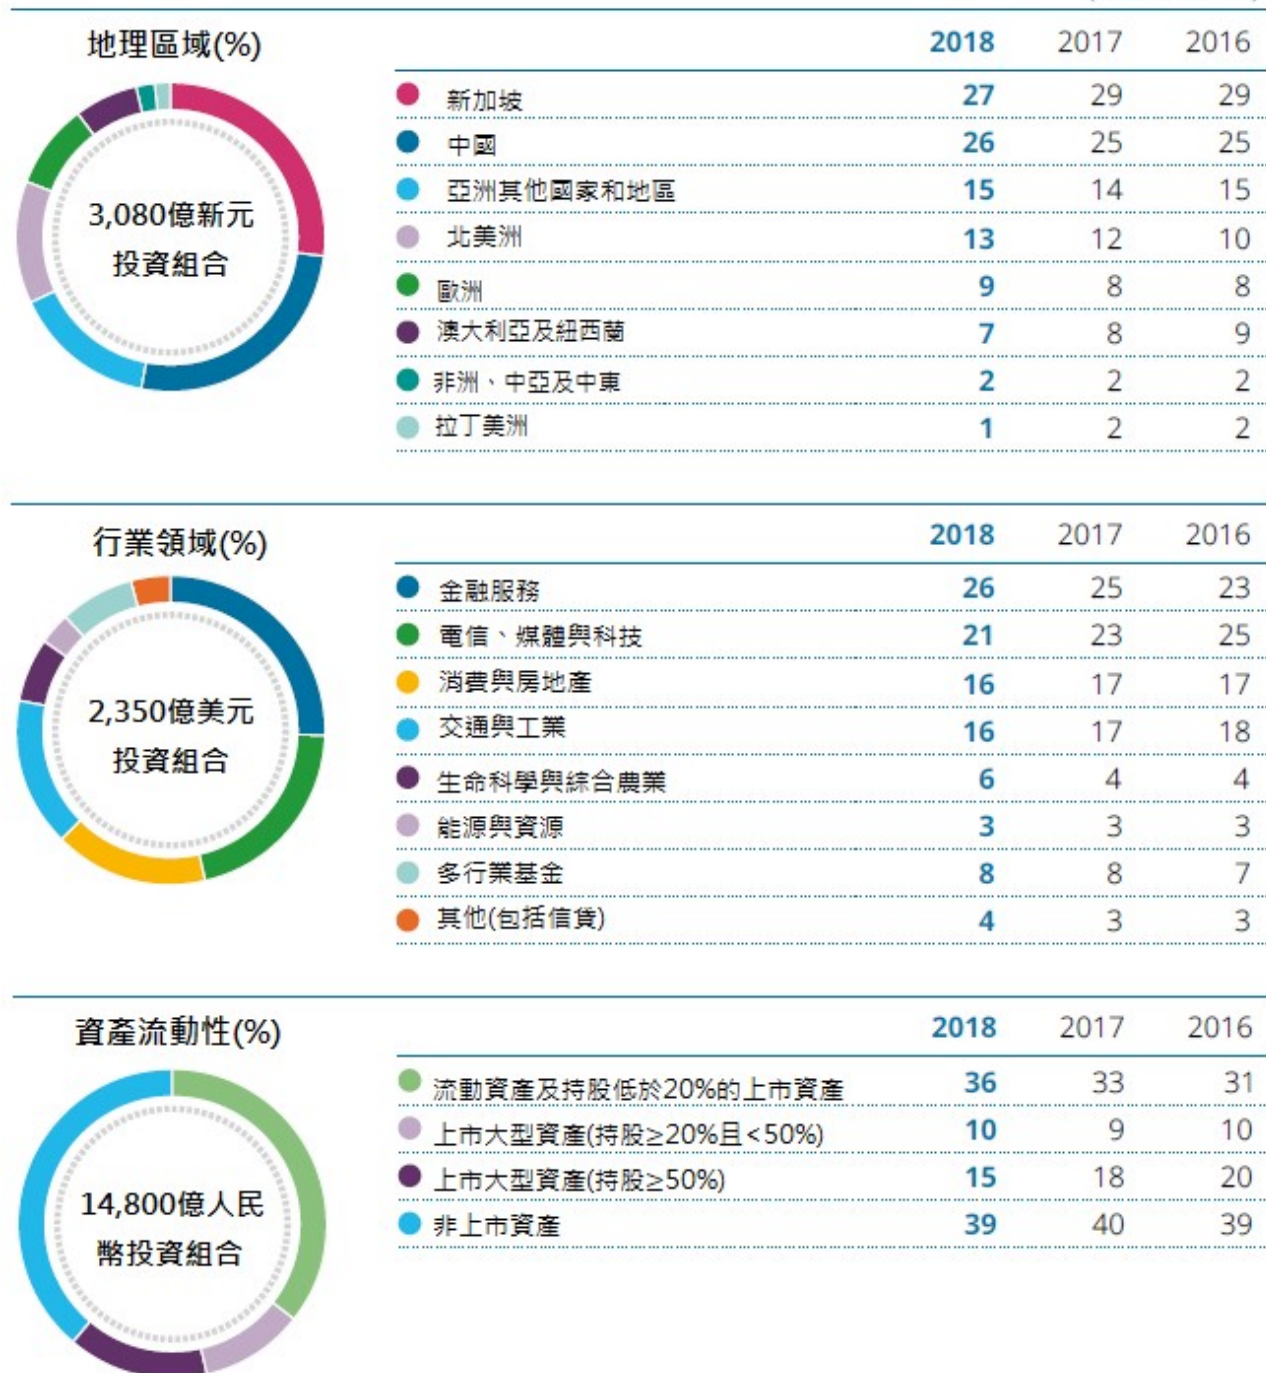 地理區域(%)
2018 2017 2016
新加坡 27 29 29
中國 26 25 25
亞洲其他國家和地區 15 14 15
北美洲 13 12 10
歐洲 9 8 8
澳大利亞及紐西蘭 7 8 9
非洲、中亞及中東 2 2 2
拉丁美洲 1 2 2
3,080億新元
投資組合
行業領域(%)
2018 2017 2016
金融服務 26 25 23
電信、媒體與科技 21 23 25
消費與房地產 16 17 17
交通與工業 16 17 18
生命科學與綜合農業 6 4 4
能源與資源 3 3 3
多行業基金 8 8 7
其他(包括信貸) 4 3 3
2,350億美元
投資組合
資產流動性(%)
2018 2017 2016
流動資產及持股低於20%的上市資產 36 33 31
上市大型資產(持股≥20%且<50%) 10 9 10
上市大型資產(持股≥50%) 15 18 20
非上市資產 39 40 39
14,800億人民
幣投資組合